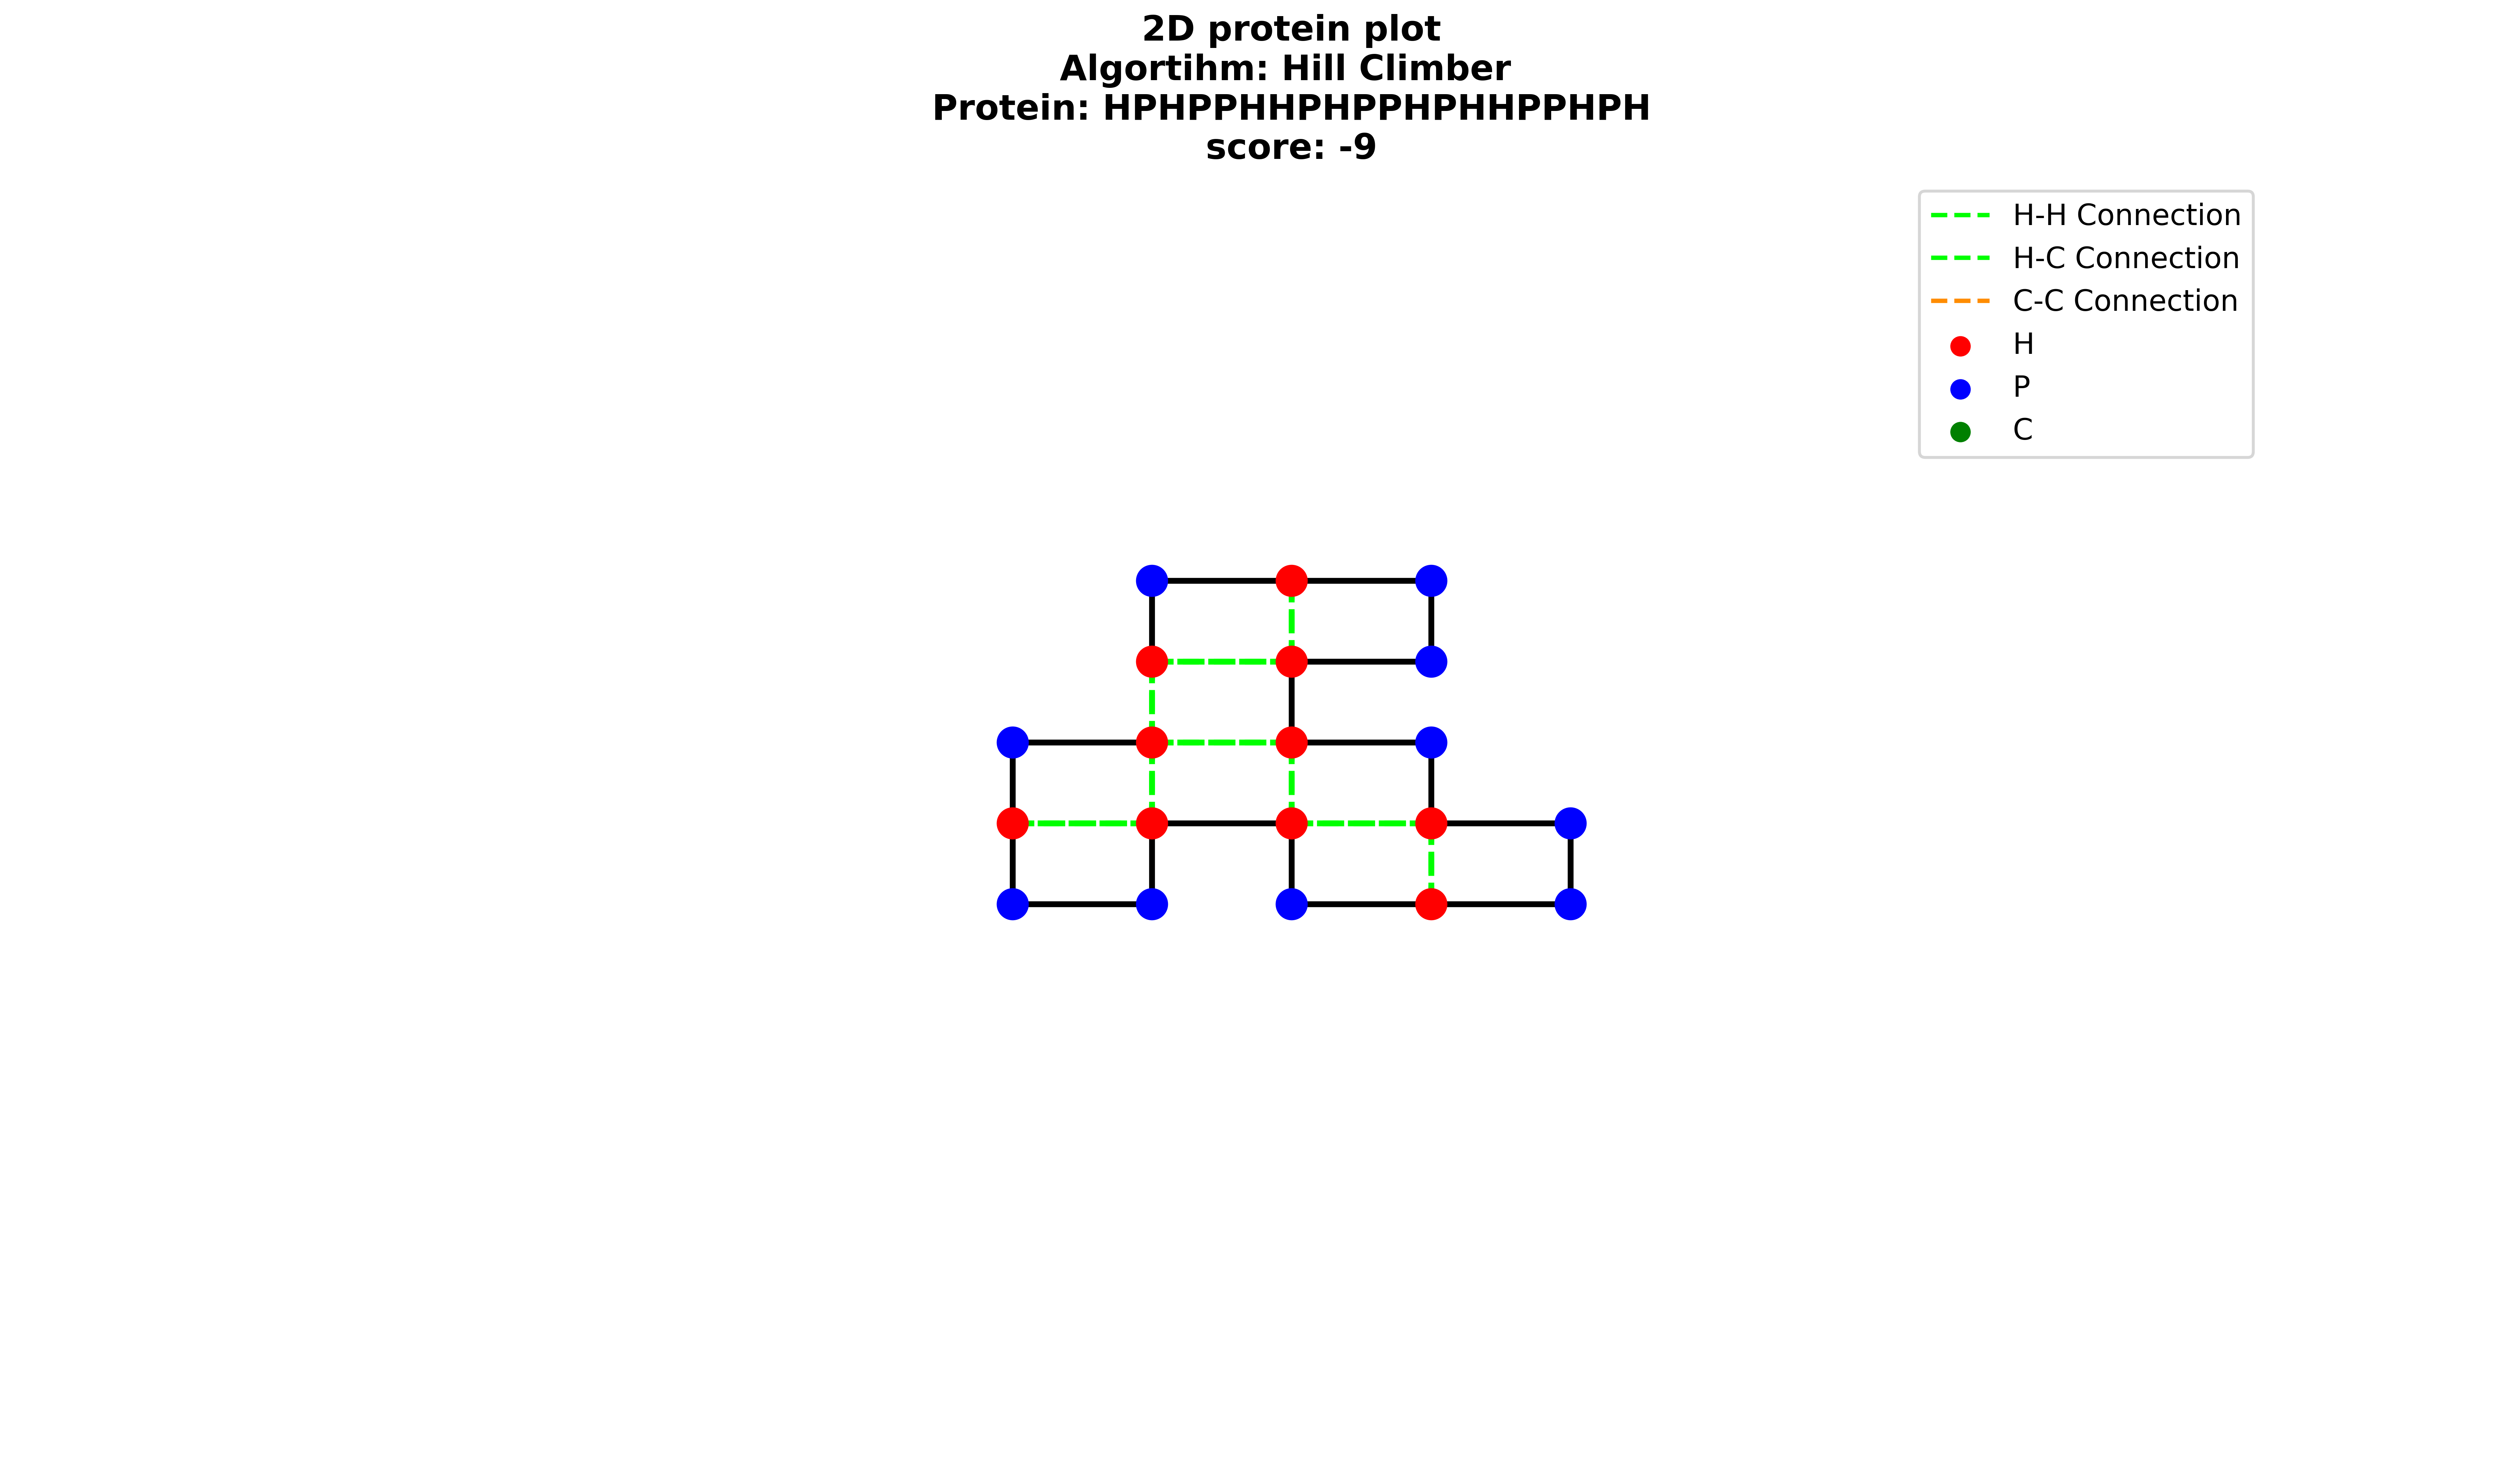 2D protein plot
Algortihm: Hill Climber
Protein: HPHPPHHPHPPHPHHPPHPH
score: -9
H-H Connection
H-C Connection
C-C Connection
H
P
C